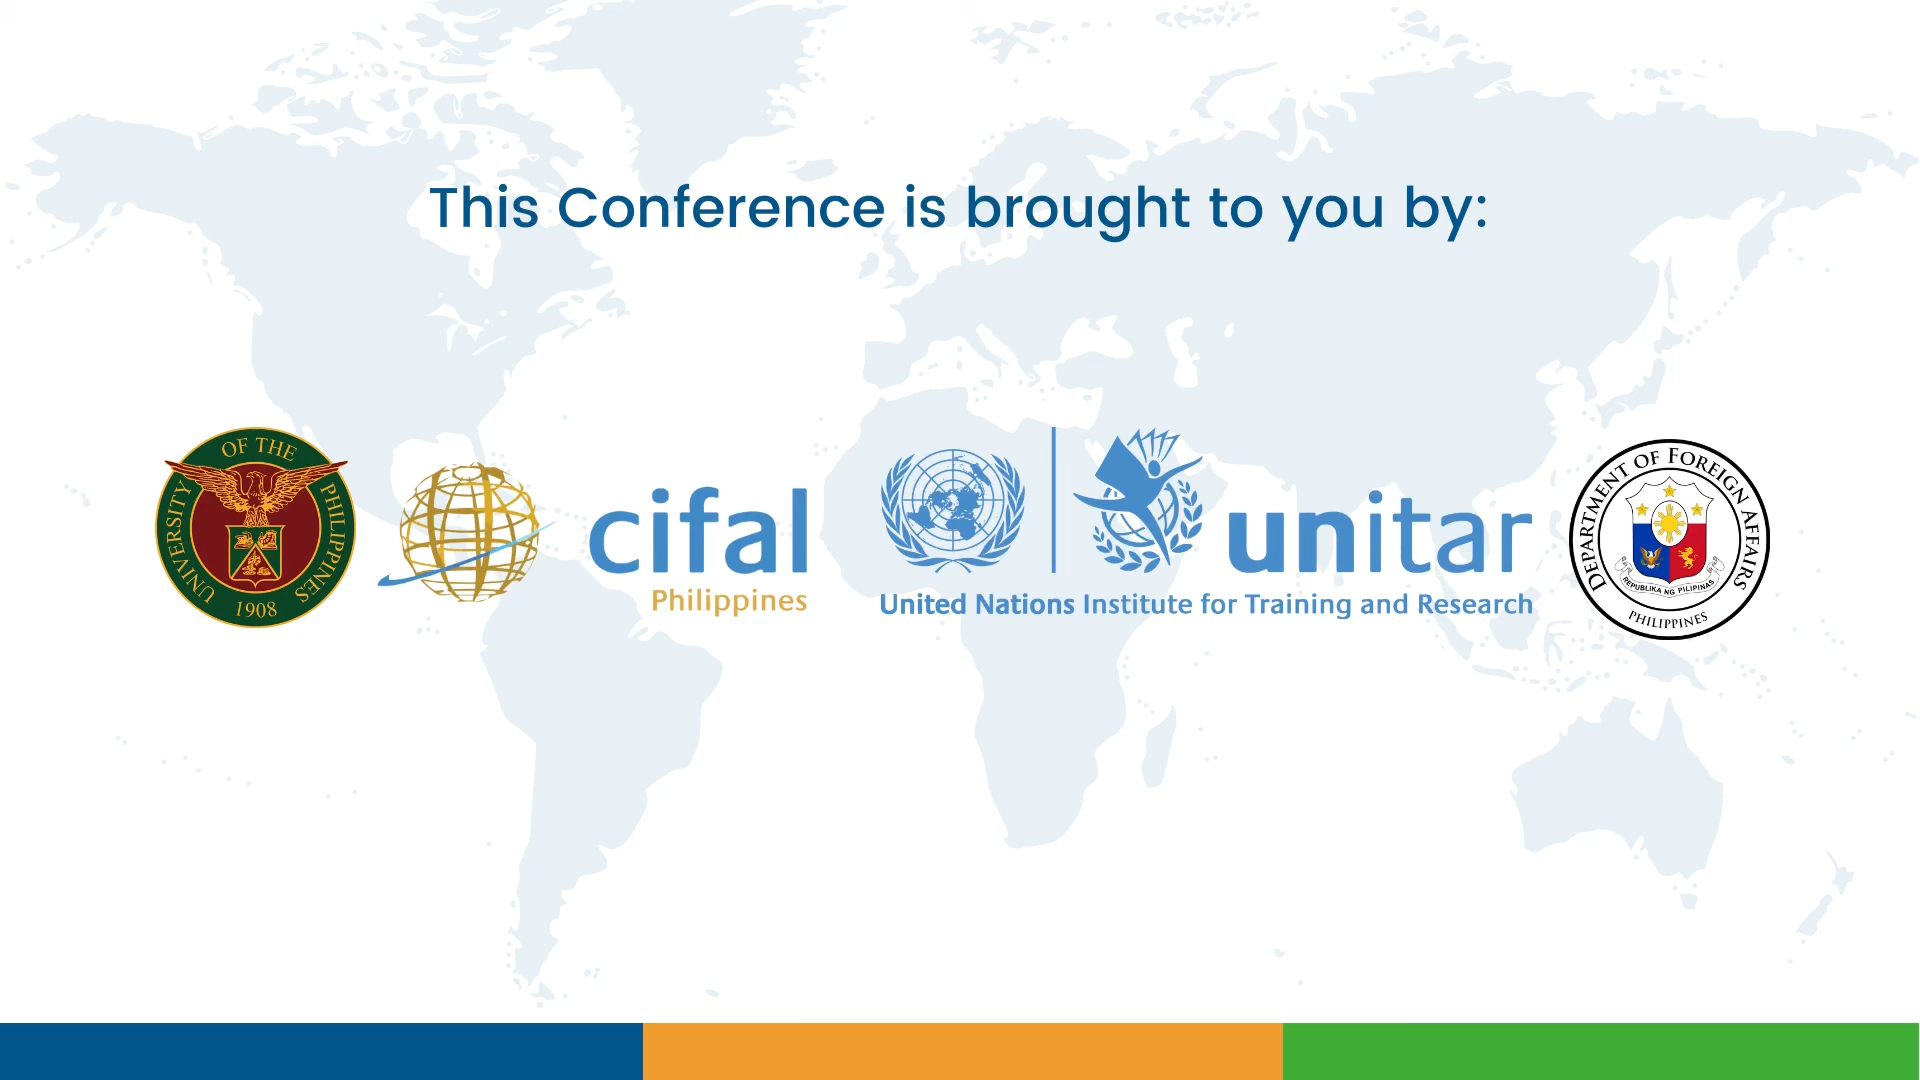 This Conference is brought to you by:
UNIVERSITY OF THE PHILIPPINES
1908
cifal
Philippines
unitar
United Nations Institute for Training and Research
DEPARTMENT OF FOREIGN AFFAIRS
REPUBLIKA NG PILIPINAS
PHILIPPINES